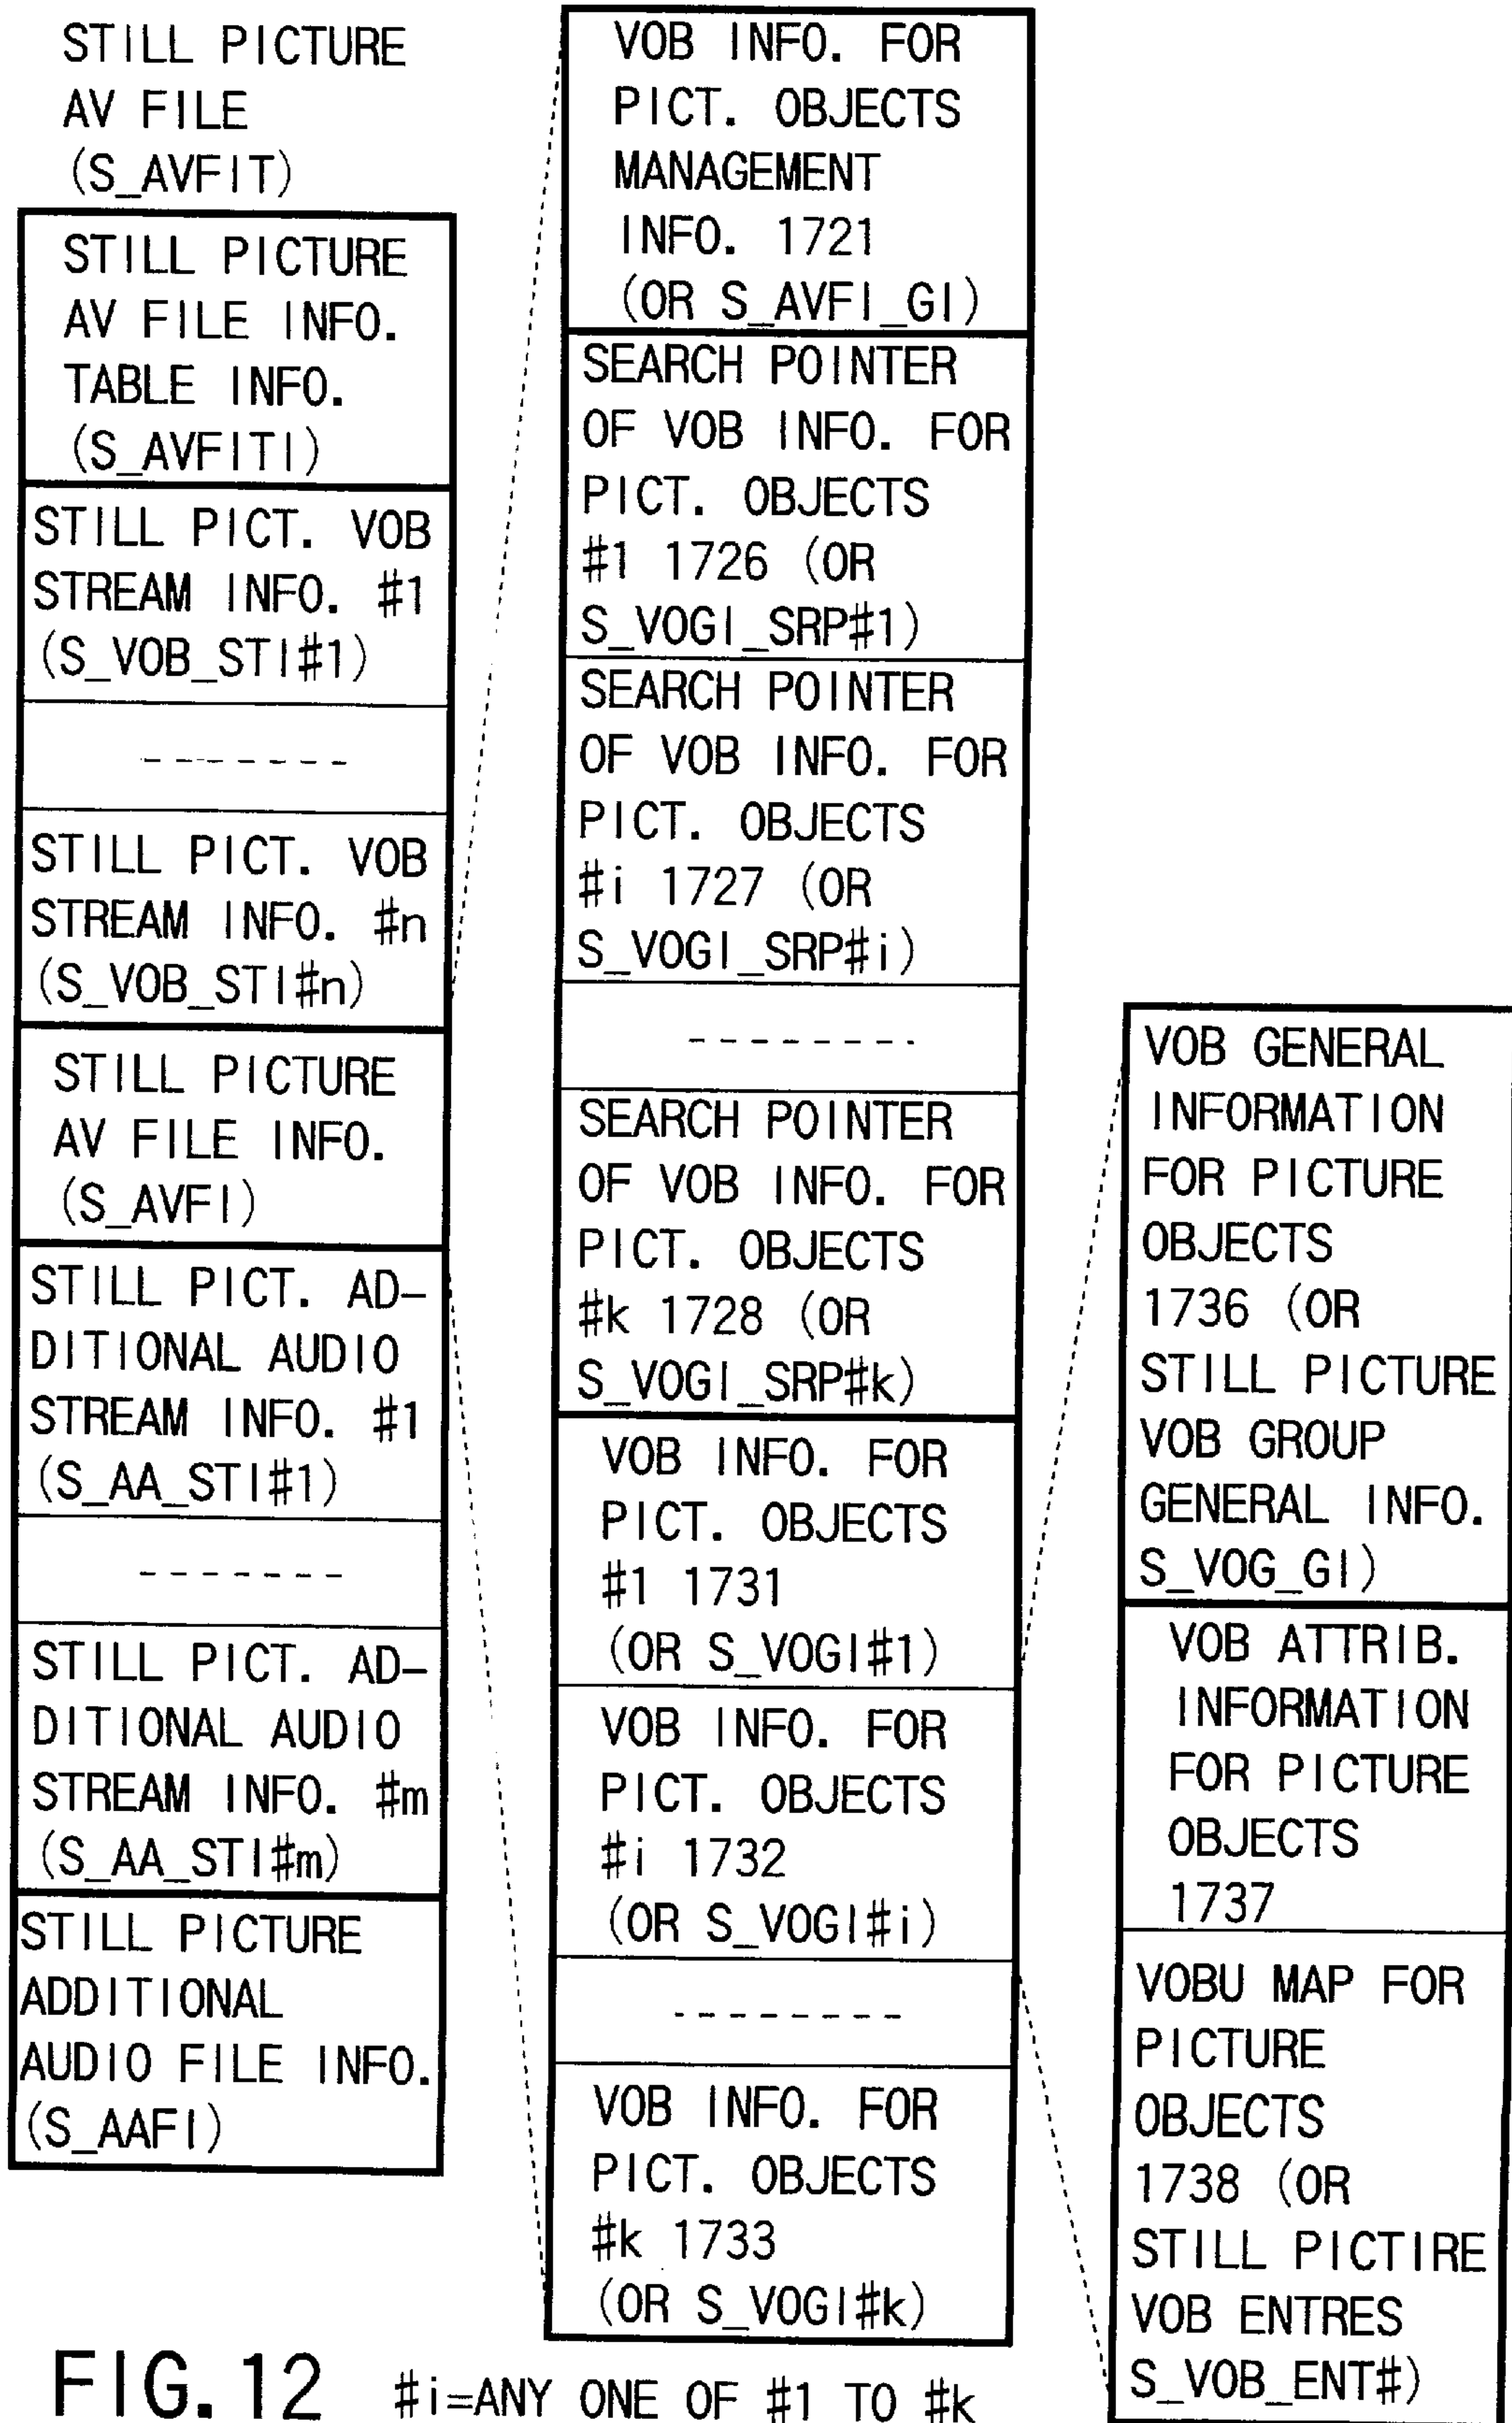 STILL PICTURE
AV FILE
(S_AVFIT)
STILL PICTURE
AV FILE INFO.
TABLE INFO.
(S_AVFITI)
STILL PICT. VOB
STREAM INFO. #1
(S_VOB_STI#1)
-------
STILL PICT. VOB
STREAM INFO. #n
(S_VOB_STI#n)
STILL PICTURE
AV FILE INFO.
(S_AVFI)
STILL PICT. AD-
DITIONAL AUDIO
STREAM INFO. #1
(S_AA_STI#1)
-------
STILL PICT. AD-
DITIONAL AUDIO
STREAM INFO. #m
(S_AA_STI#m)
STILL PICTURE
ADDITIONAL
AUDIO FILE INFO.
(S_AAFI)
VOB INFO. FOR
PICT. OBJECTS
MANAGEMENT
INFO. 1721
(OR S_AVFI_GI)
SEARCH POINTER
OF VOB INFO. FOR
PICT. OBJECTS
#1 1726 (OR
S_VOGI_SRP#1)
SEARCH POINTER
OF VOB INFO. FOR
PICT. OBJECTS
#i 1727 (OR
S_VOGI_SRP#i)
--------
SEARCH POINTER
OF VOB INFO. FOR
PICT. OBJECTS
#k 1728 (OR
S_VOGI_SRP#k)
VOB INFO. FOR
PICT. OBJECTS
#1 1731
(OR S_VOGI#1)
VOB INFO. FOR
PICT. OBJECTS
#i 1732
(OR S_VOGI#i)
--------
VOB INFO. FOR
PICT. OBJECTS
#k 1733
(OR S_VOGI#k)
VOB GENERAL
INFORMATION
FOR PICTURE
OBJECTS
1736 (OR
STILL PICTURE
VOB GROUP
GENERAL INFO.
S_VOG_GI)
VOB ATTRIB.
INFORMATION
FOR PICTURE
OBJECTS
1737
VOBU MAP FOR
PICTURE
OBJECTS
1738 (OR
STILL PICTIRE
VOB ENTRES
S_VOB_ENT#)
FIG. 12 #i=ANY ONE OF #1 TO #k